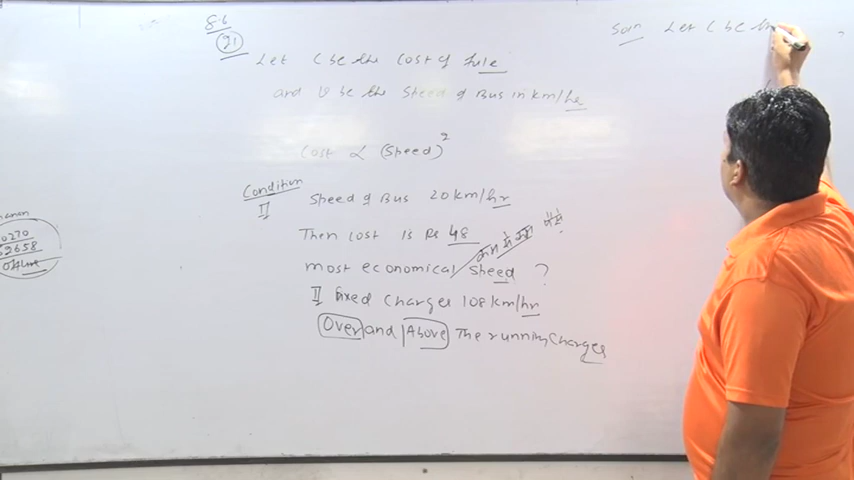 8.6
21
Let C be the Cost of fule
and v be the Speed of Bus in km/hr
Cost ∝ (Speed)²
Condition
II Speed of Bus 20 km/hr
Then Cost is Rs 48
most economical Speed ?
II fixed Charges 108 km/hr
Over and Above The running Charges
Soln Let C be